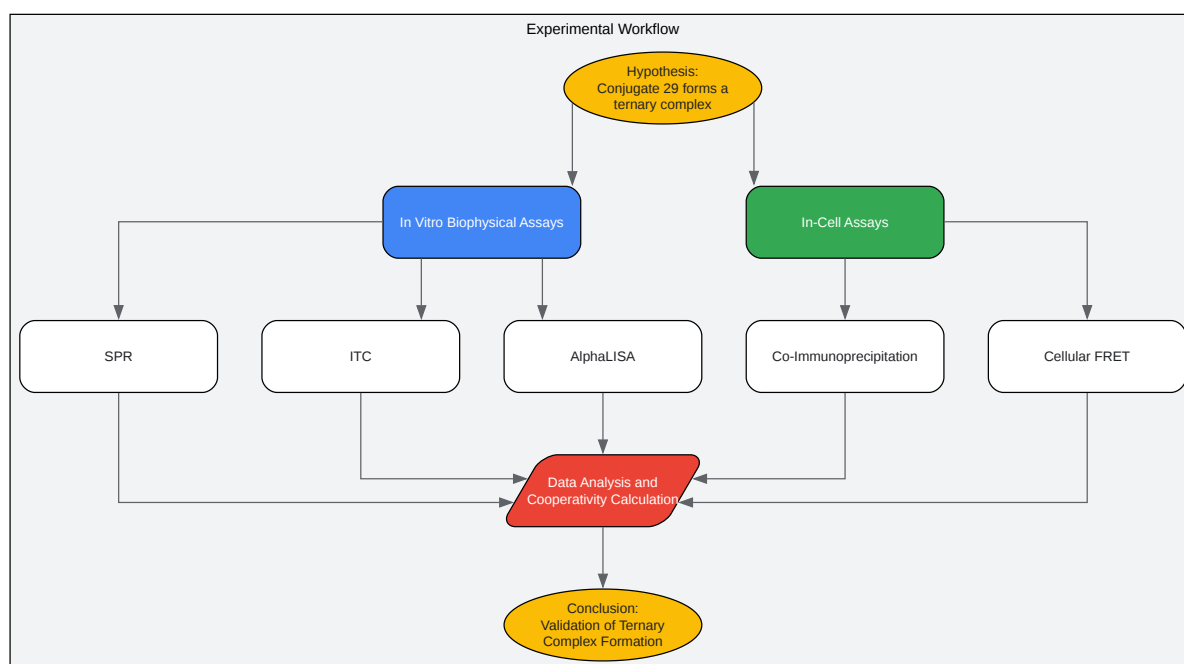 Experimental Workflow
Hypothesis:
Conjugate 29 forms a
ternary complex
In Vitro Biophysical Assays
In-Cell Assays
SPR
ITC
AlphaLISA
Co-Immunoprecipitation
Cellular FRET
Data Analysis and
Cooperativity Calculation
Conclusion:
Validation of Ternary
Complex Formation